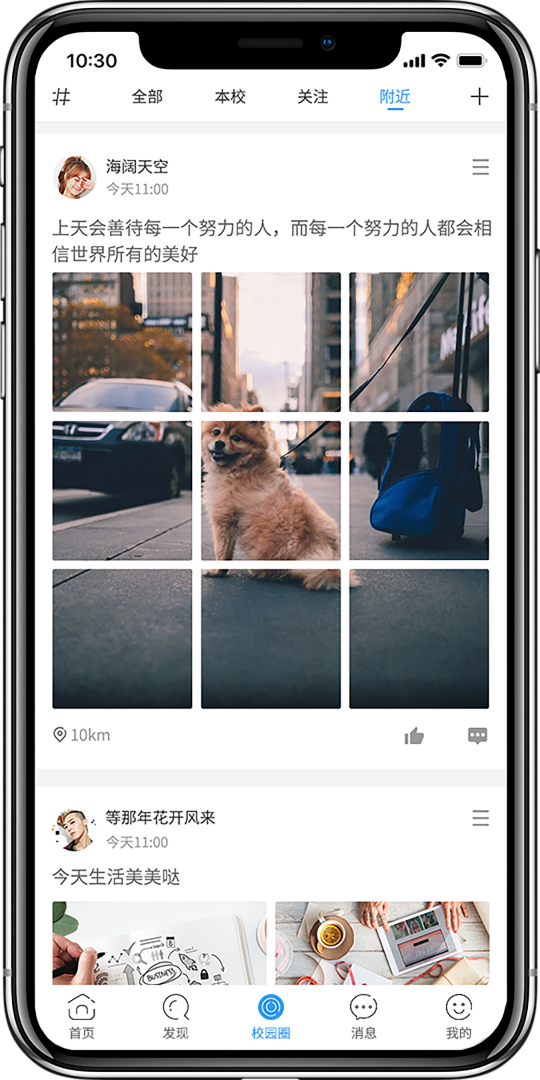 10:30
# 全部 本校 关注 附近 +
海阔天空
今天11:00
上天会善待每一个努力的人，而每一个努力的人都会相
信世界所有的美好
10km
等那年花开风来
今天11:00
今天生活美美哒
BUSINESS
首页 发现 校园圈 消息 我的